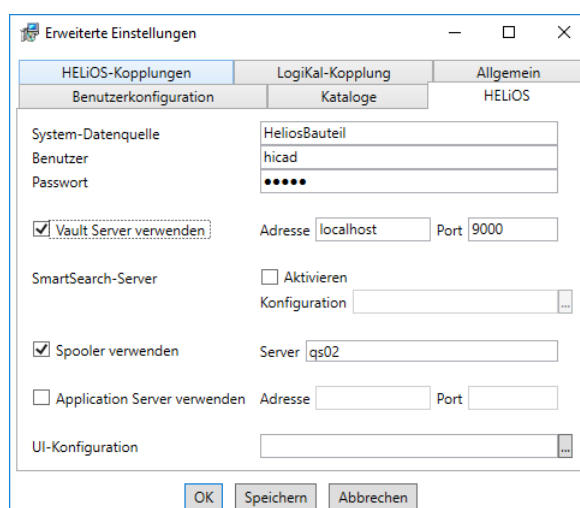 Erweiterte Einstellungen
HELiOS-Kopplungen LogiKal-Kopplung Allgemein
Benutzerkonfiguration Kataloge HELiOS
System-Datenquelle HeliosBauteil
Benutzer hicad
Passwort •••••
Vault Server verwenden Adresse localhost Port 9000
SmartSearch-Server Aktivieren
Konfiguration ...
Spooler verwenden Server qs02
Application Server verwenden Adresse Port
UI-Konfiguration ...
OK Speichern Abbrechen